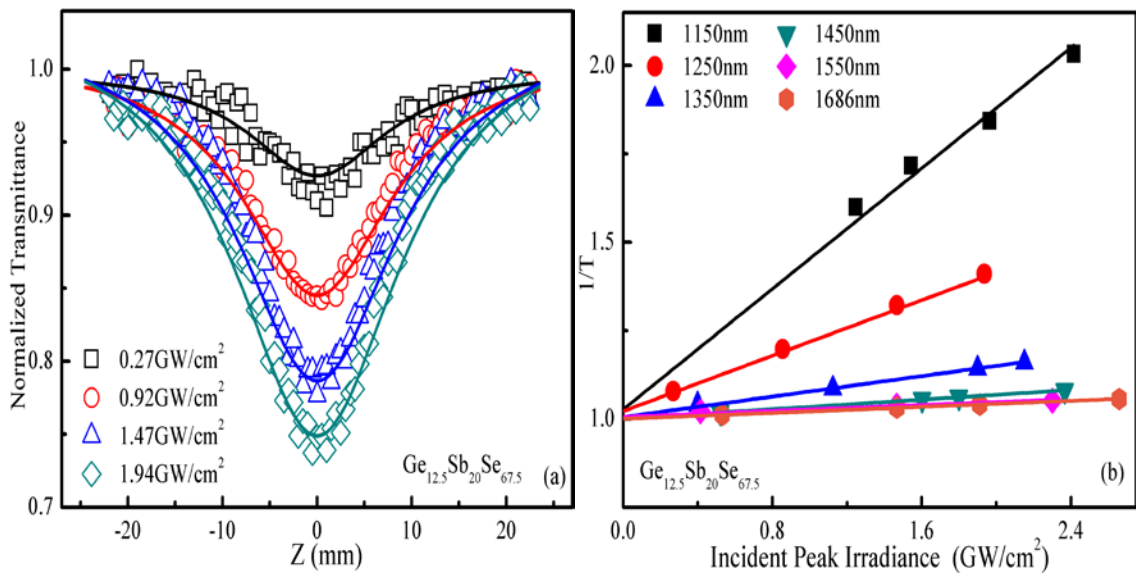 1.0
0.9
0.8
0.7
Normalized Transmittance
0.27GW/cm²
0.92GW/cm²
1.47GW/cm²
1.94GW/cm²
Ge₁₂.₅Sb₂₀Se₆₇.₅
(a)
-20 -10 0 10 20
Z (mm)
2.0
1.5
1.0
1/T
1150nm
1250nm
1350nm
1450nm
1550nm
1686nm
Ge₁₂.₅Sb₂₀Se₆₇.₅
(b)
0.0 0.8 1.6 2.4
Incident Peak Irradiance (GW/cm²)